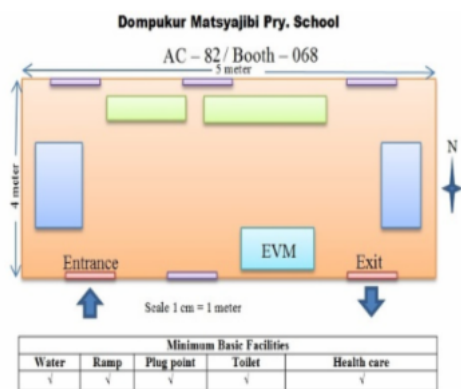 Dompukur Matsyajibi Pry. School
AC – 82 / Booth – 068
5 meter
4 meter
N
EVM
Entrance
Exit
Scale 1 cm = 1 meter
Minimum Basic Facilities
Water Ramp Plug point Toilet Health care
√ √ √ √ √